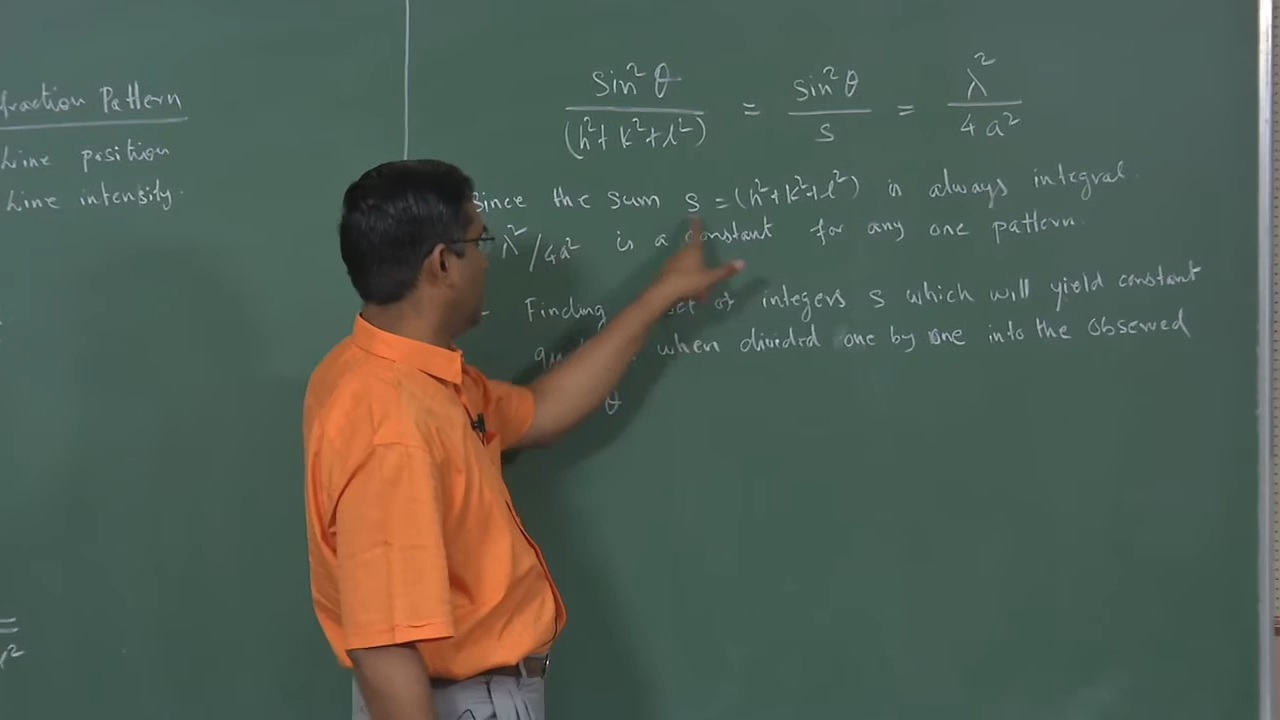 fraction Pattern
Line position
Line intensity.
sin²θ / (h²+k²+l²) = sin²θ / s = λ² / 4a²
Since the sum s = (h²+k²+l²) is always integral.
λ²/4a² is a constant for any one pattern.
Finding set of integers s which will yield constant
when divided one by one into the observed
θ